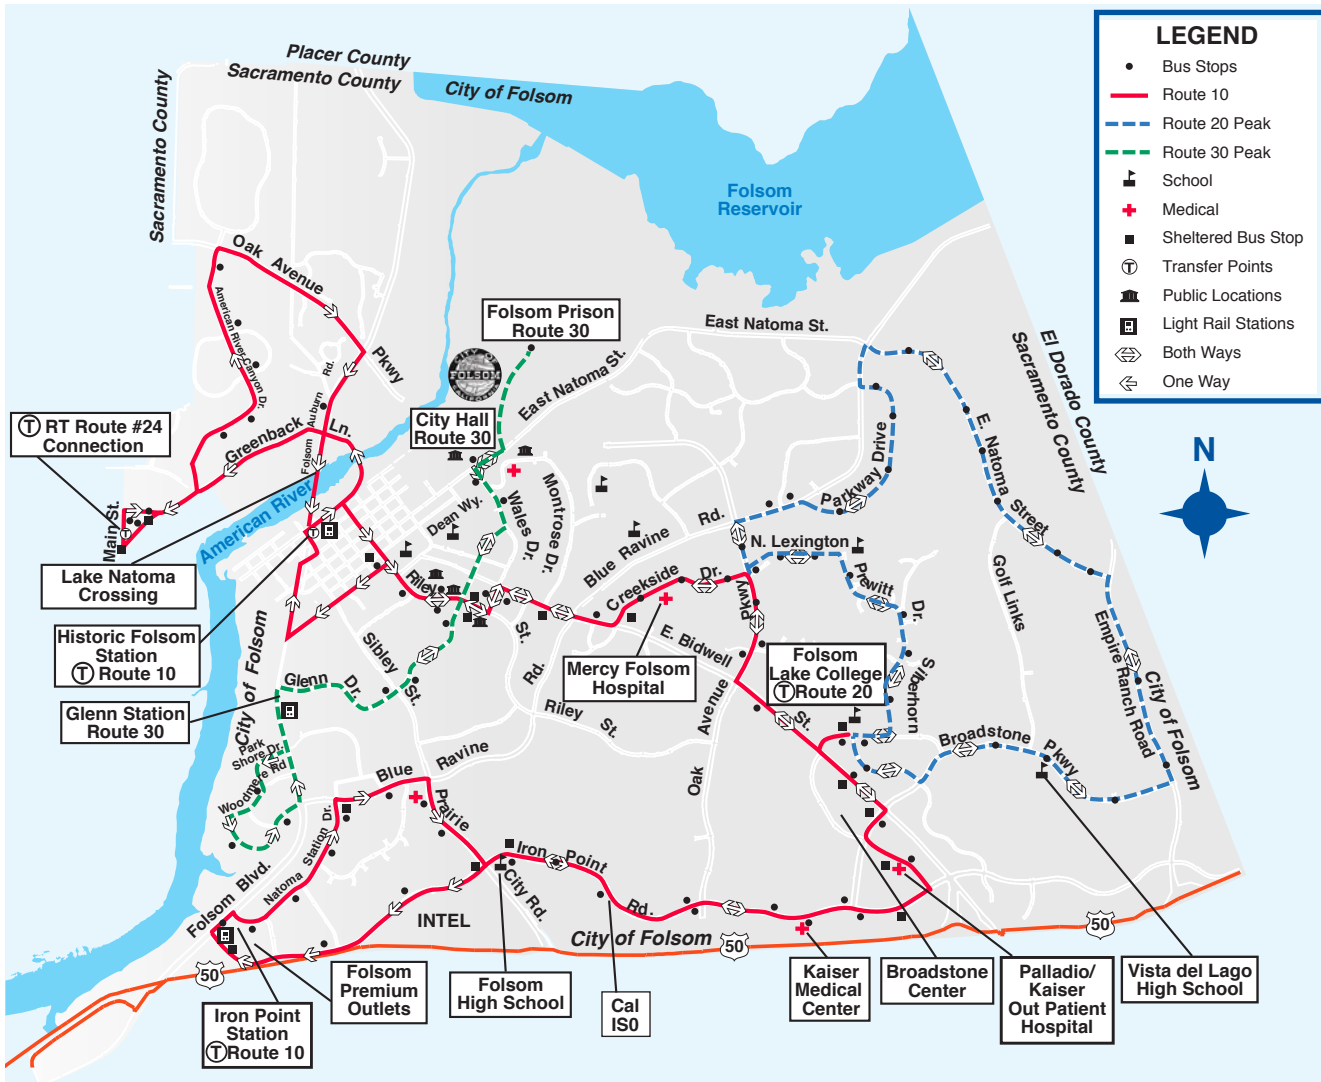 Placer County
Sacramento County
Sacramento County
City of Folsom
Folsom
Reservoir
LEGEND
Bus Stops
Route 10
Route 20 Peak
Route 30 Peak
School
Medical
Sheltered Bus Stop
T
Transfer Points
Public Locations
Light Rail Stations
Both Ways
One Way
Oak Avenue
Pkwy
American River Canyon Dr.
Folsom Auburn Rd.
Greenback Ln.
Folsom Prison
Route 30
CITY OF
FOLSOM
CALIFORNIA
City Hall
Route 30
East Natoma St.
East Natoma St.
El Dorado County
Sacramento County
N
T RT Route #24
Connection
Main St.
T
American River
T
Lake Natoma
Crossing
Historic Folsom
Station
T Route 10
Glenn Station
Route 30
City of Folsom
Dean Wy.
Wales Dr.
Montrose Dr.
Riley St.
Sibley St.
Glenn Dr.
Blue Ravine Rd.
Creekside Dr.
Parkway Drive
N. Lexington
Prewitt Dr.
Silberhorn
E. Natoma Street
Golf Links
Empire Ranch Road
City of Folsom
Mercy Folsom
Hospital
E. Bidwell St.
Folsom
Lake College
T Route 20
Pkwy
Oak Avenue
Rd.
Riley St.
Broadstone Pkwy
Park
Shore Dr.
Woodmere Rd
Blue Ravine
Prairie City Rd.
Natoma Station Dr.
Folsom Blvd.
Iron Point Rd.
INTEL
City of Folsom
50
50
50
Iron Point
Station
T Route 10
Folsom
Premium
Outlets
Folsom
High School
Cal
IS0
Kaiser
Medical
Center
Broadstone
Center
Palladio/
Kaiser
Out Patient
Hospital
Vista del Lago
High School